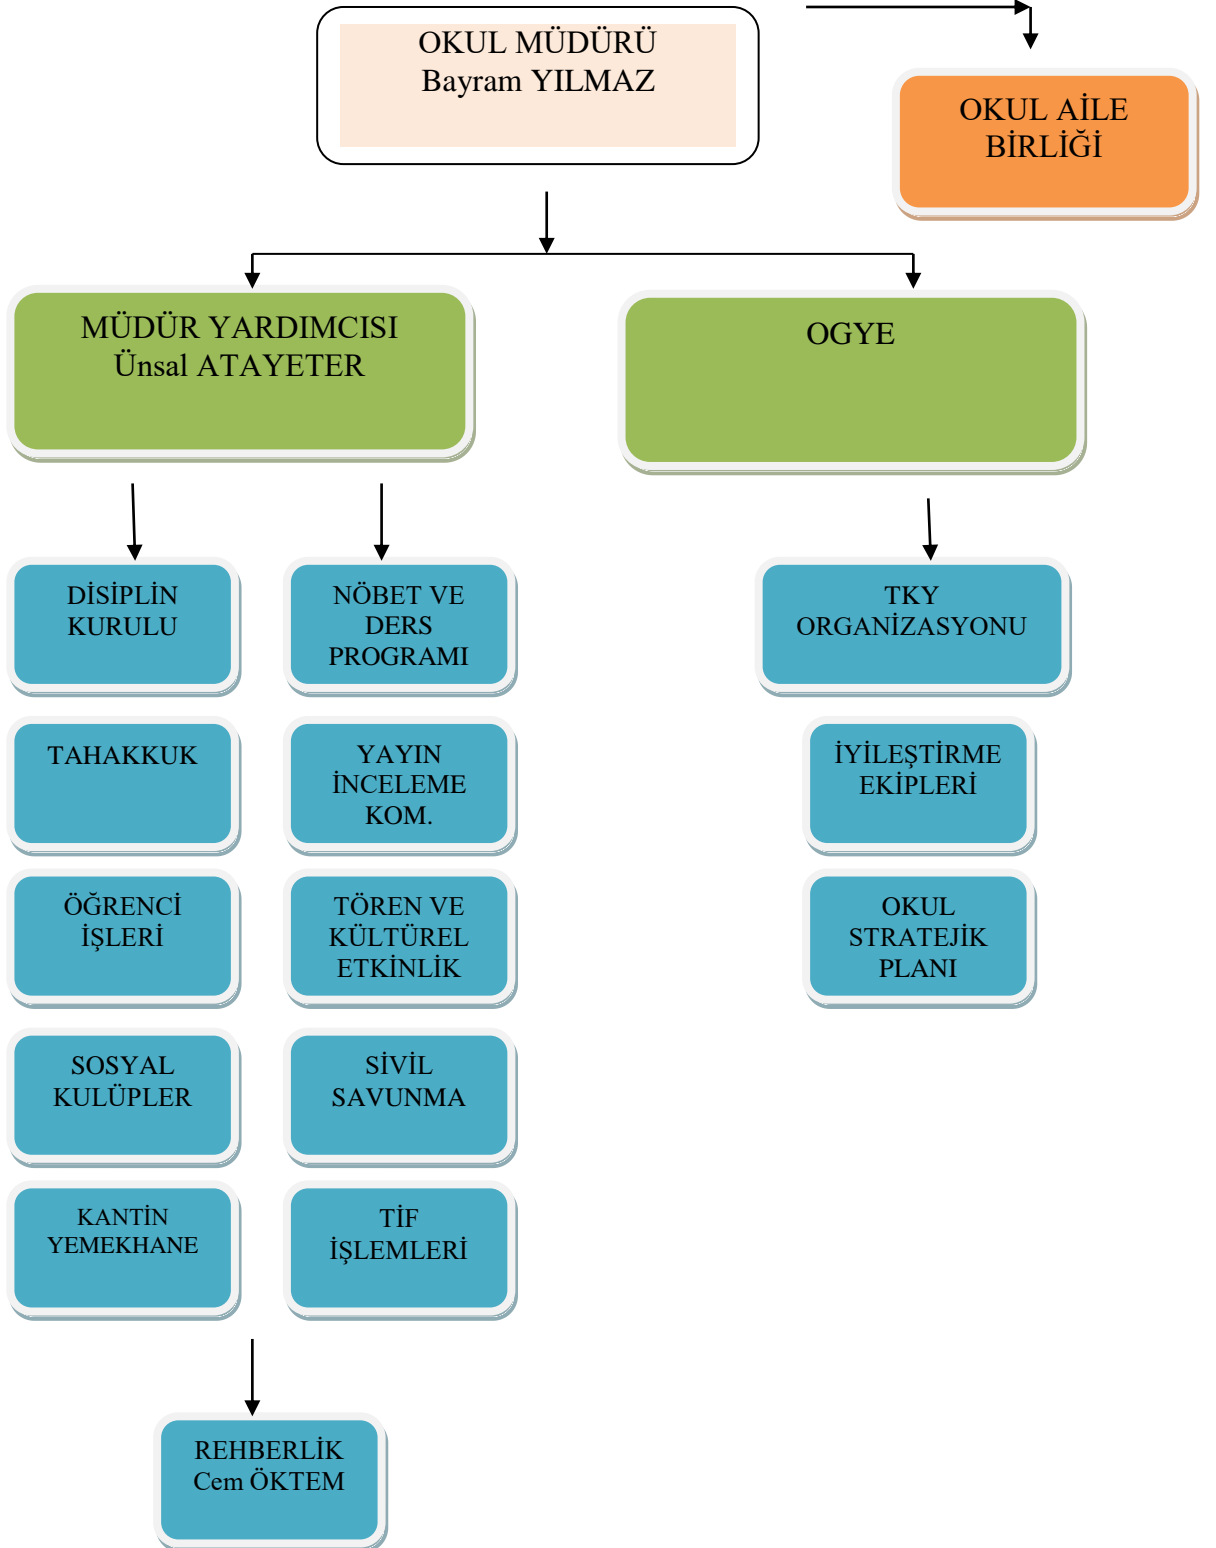 OKUL MÜDÜRÜ
Bayram YILMAZ
OKUL AİLE
BİRLİĞİ
MÜDÜR YARDIMCISI
Ünsal ATAYETER
OGYE
DİSİPLİN
KURULU
NÖBET VE
DERS
PROGRAMI
TKY
ORGANİZASYONU
TAHAKKUK
YAYIN
İNCELEME
KOM.
İYİLEŞTİRME
EKİPLERİ
ÖĞRENCİ
İŞLERİ
TÖREN VE
KÜLTÜREL
ETKİNLİK
OKUL
STRATEJİK
PLANI
SOSYAL
KULÜPLER
SİVİL
SAVUNMA
KANTİN
YEMEKHANE
TİF
İŞLEMLERİ
REHBERLİK
Cem ÖKTEM